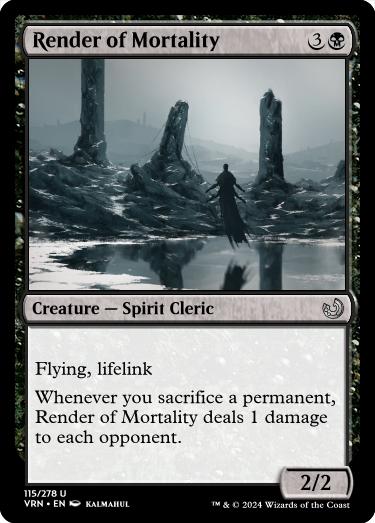 Render of Mortality 3
Creature — Spirit Cleric
Flying, lifelink
Whenever you sacrifice a permanent,
Render of Mortality deals 1 damage
to each opponent.
2/2
115/278 U
VRN • EN KALMAHUL
™ & © 2024 Wizards of the Coast